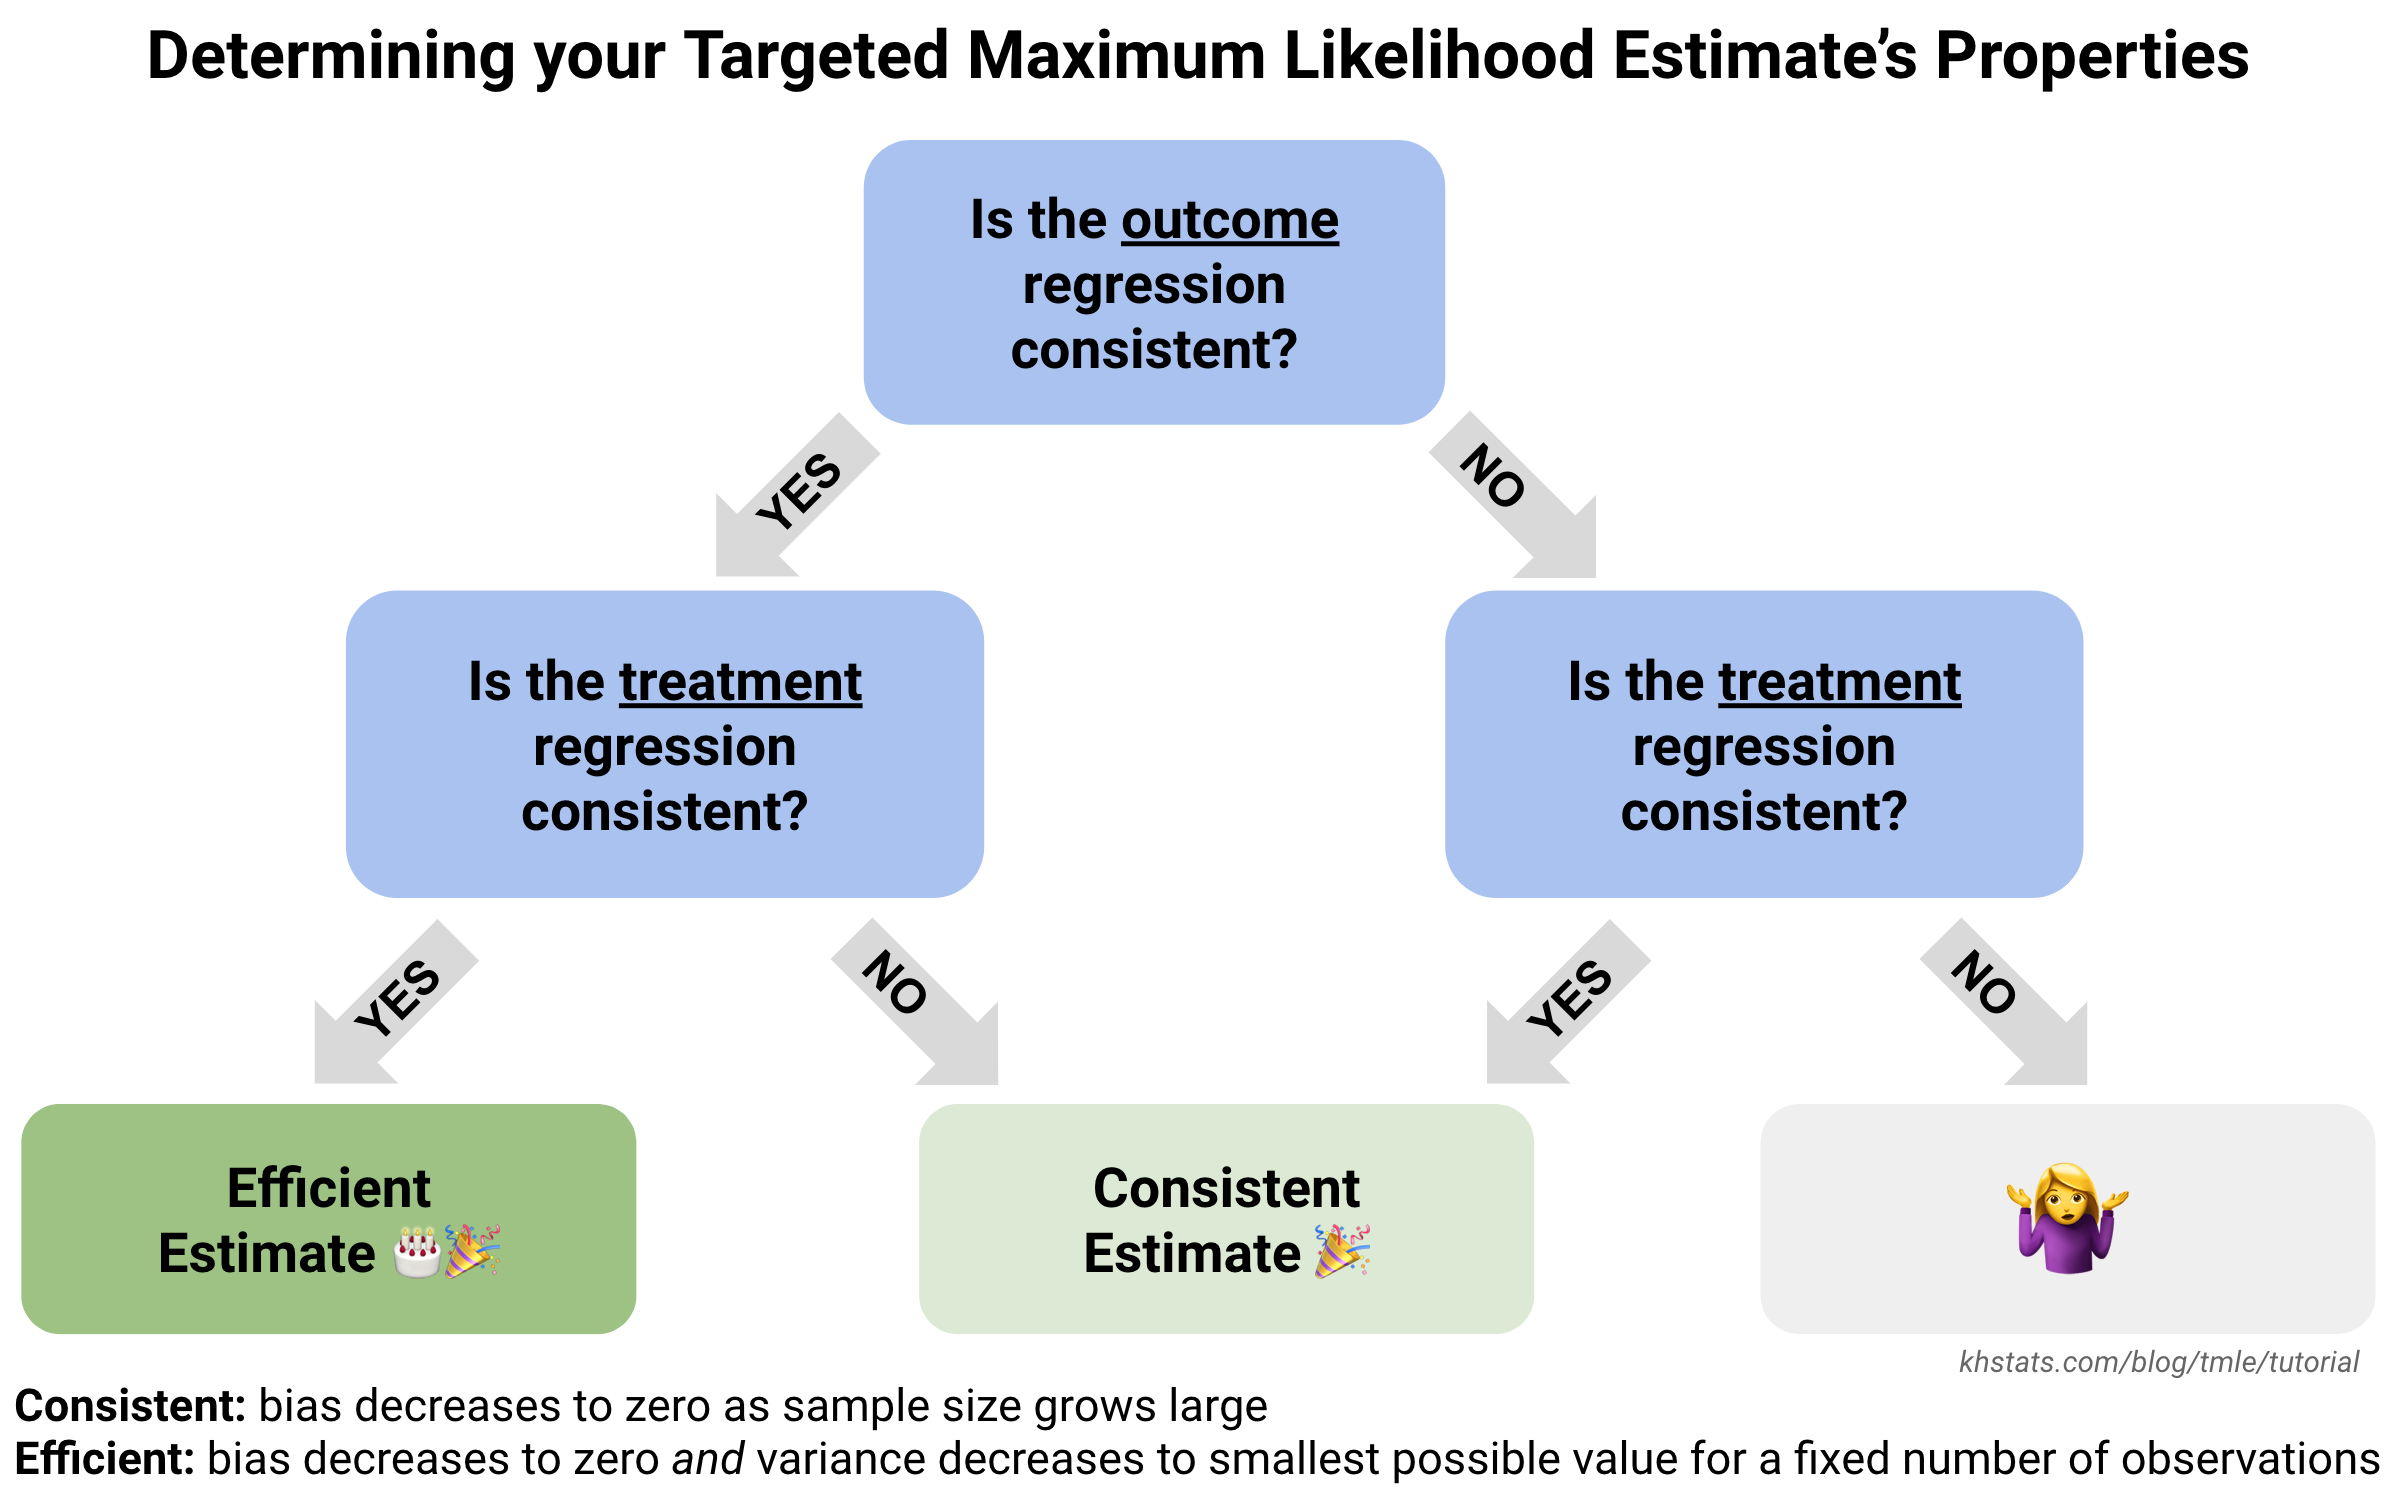 Determining your Targeted Maximum Likelihood Estimate’s Properties
Is the outcome
regression
consistent?
YES
NO
Is the treatment
regression
consistent?
Is the treatment
regression
consistent?
YES
NO
YES
NO
Efficient
Estimate 🎂🎉
Consistent
Estimate 🎉
🤷‍♀️
khstats.com/blog/tmle/tutorial
Consistent: bias decreases to zero as sample size grows large
Efficient: bias decreases to zero and variance decreases to smallest possible value for a fixed number of observations